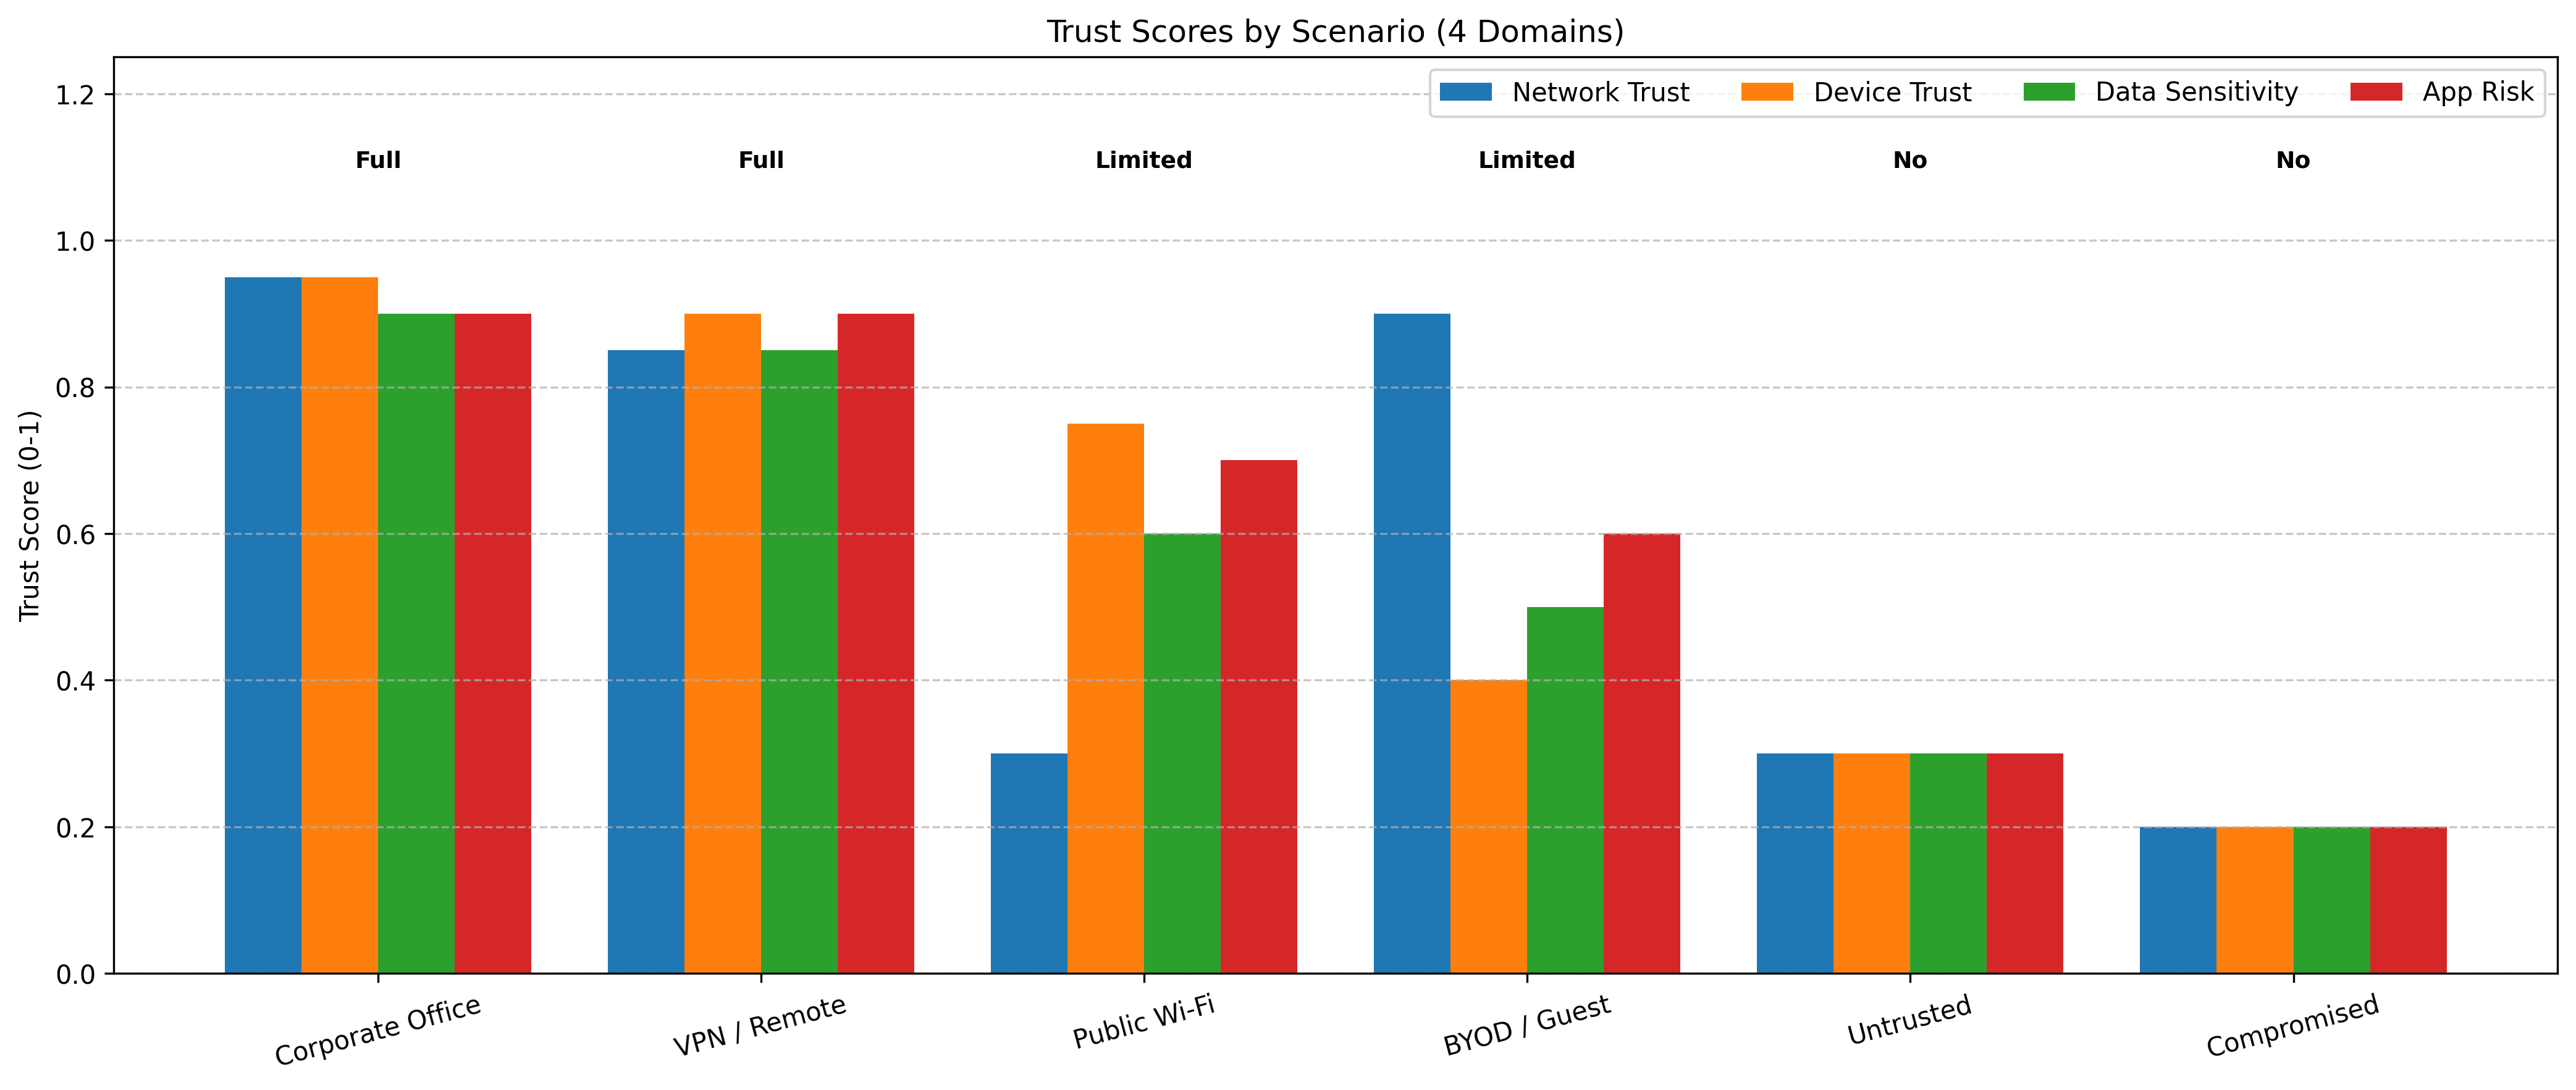 Trust Scores by Scenario (4 Domains)
Network Trust Device Trust Data Sensitivity App Risk
Full Full Limited Limited No No
Trust Score (0-1)
1.2
1.0
0.8
0.6
0.4
0.2
0.0
Corporate Office VPN / Remote Public Wi-Fi BYOD / Guest Untrusted Compromised